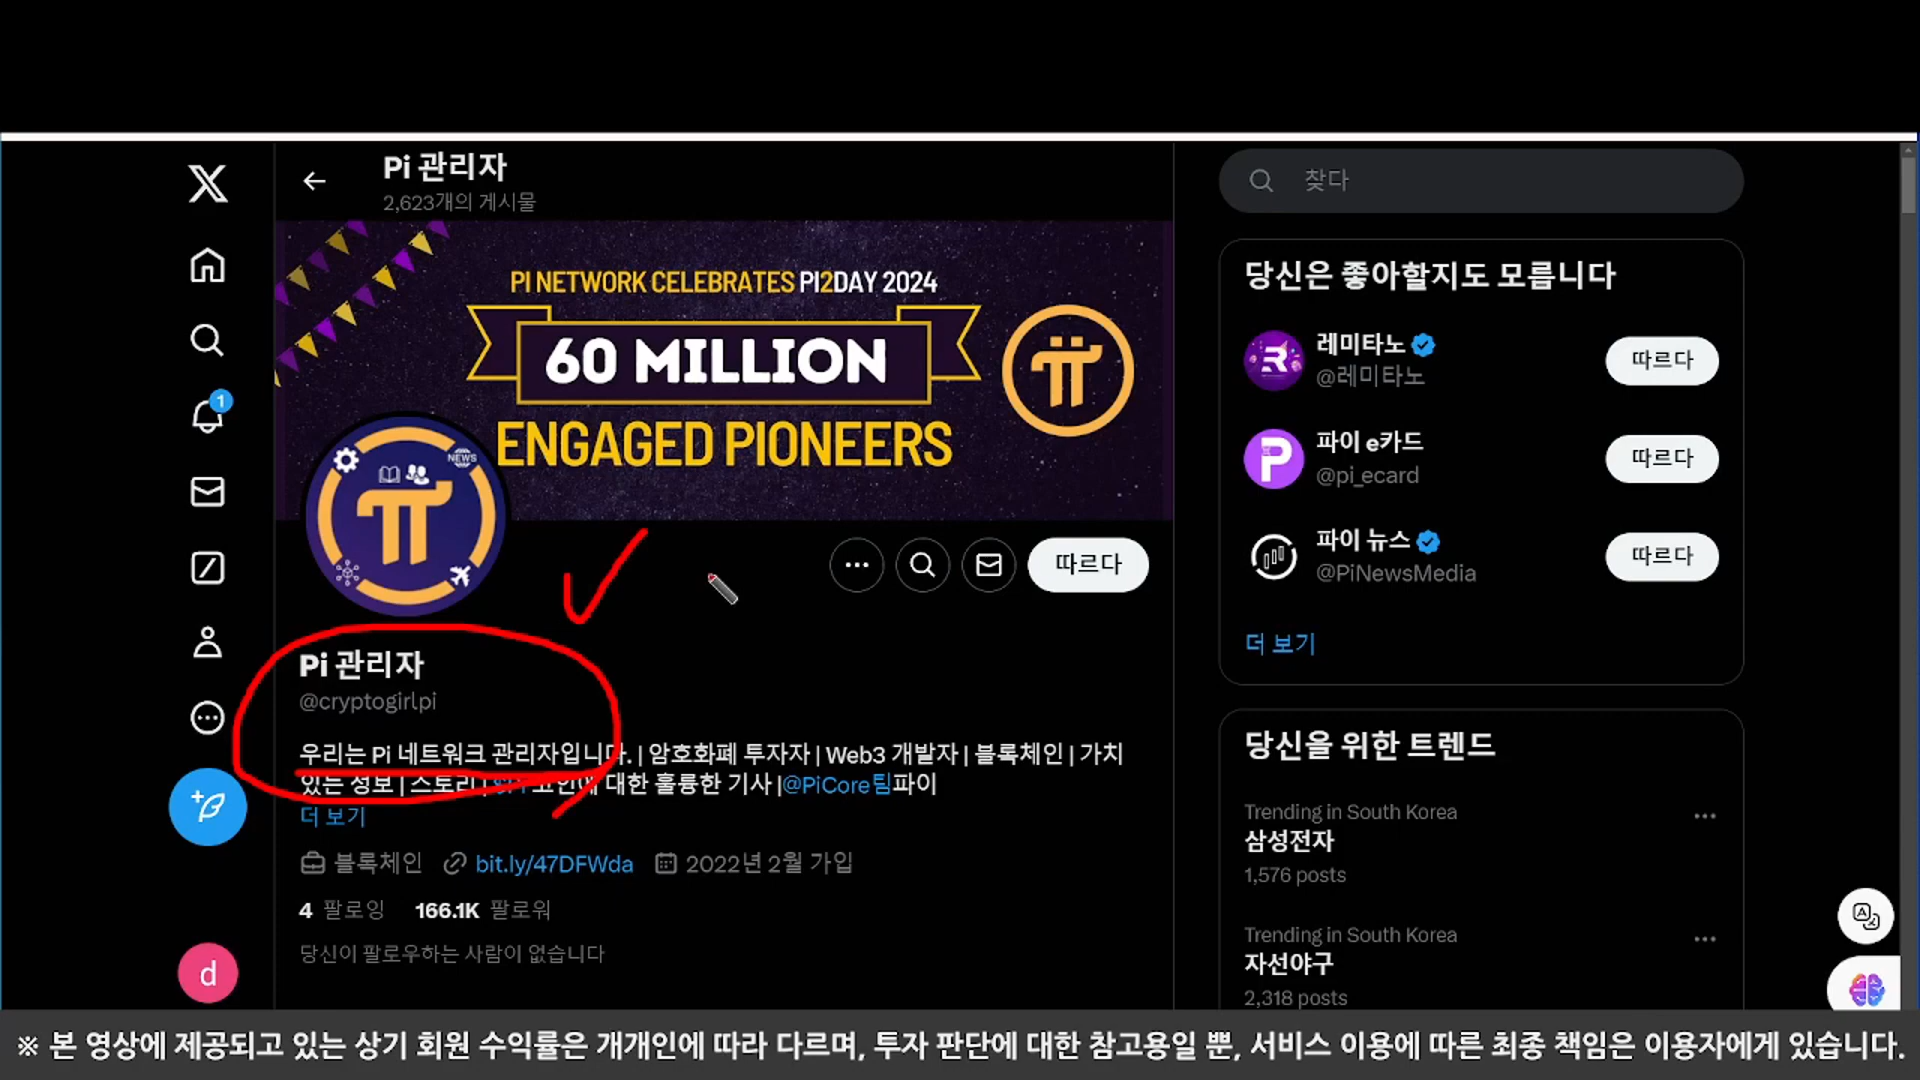 Pi 관리자
2,623개의 게시물
PI NETWORK CELEBRATES PI2DAY 2024
60 MILLION
ENGAGED PIONEERS
NEWS
따르다
Pi 관리자
@cryptogirlpi
우리는 Pi 네트워크 관리자입니다. | 암호화폐 투자자 | Web3 개발자 | 블록체인 | 가치
있는 정보 | 스토리 | 코인에 대한 훌륭한 기사 |@PiCore팀파이
더 보기
블록체인 bit.ly/47DFWda 2022년 2월 가입
4 팔로잉 166.1K 팔로워
당신이 팔로우하는 사람이 없습니다
1
d
찾다
당신은 좋아할지도 모릅니다
레미타노
@레미타노
따르다
파이 e카드
@pi_ecard
따르다
파이 뉴스
@PiNewsMedia
따르다
더 보기
당신을 위한 트렌드
Trending in South Korea
삼성전자
1,576 posts
Trending in South Korea
자선야구
2,318 posts
※ 본 영상에 제공되고 있는 상기 회원 수익률은 개개인에 따라 다르며, 투자 판단에 대한 참고용일 뿐, 서비스 이용에 따른 최종 책임은 이용자에게 있습니다.